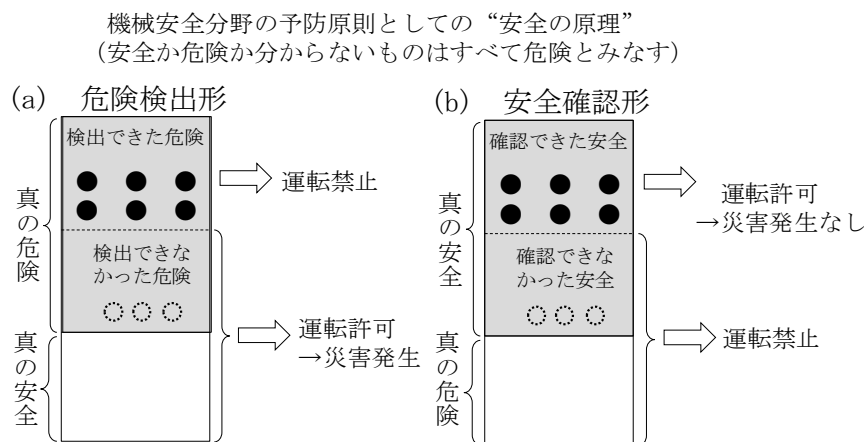 機械安全分野の予防原則としての“安全の原理”
（安全か危険か分からないものはすべて危険とみなす）
(a) 危険検出形
検出できた危険
運転禁止
真の危険
検出できな
かった危険
運転許可
→災害発生
真の安全
(b) 安全確認形
確認できた安全
運転許可
→災害発生なし
真の安全
確認できな
かった安全
運転禁止
真の危険